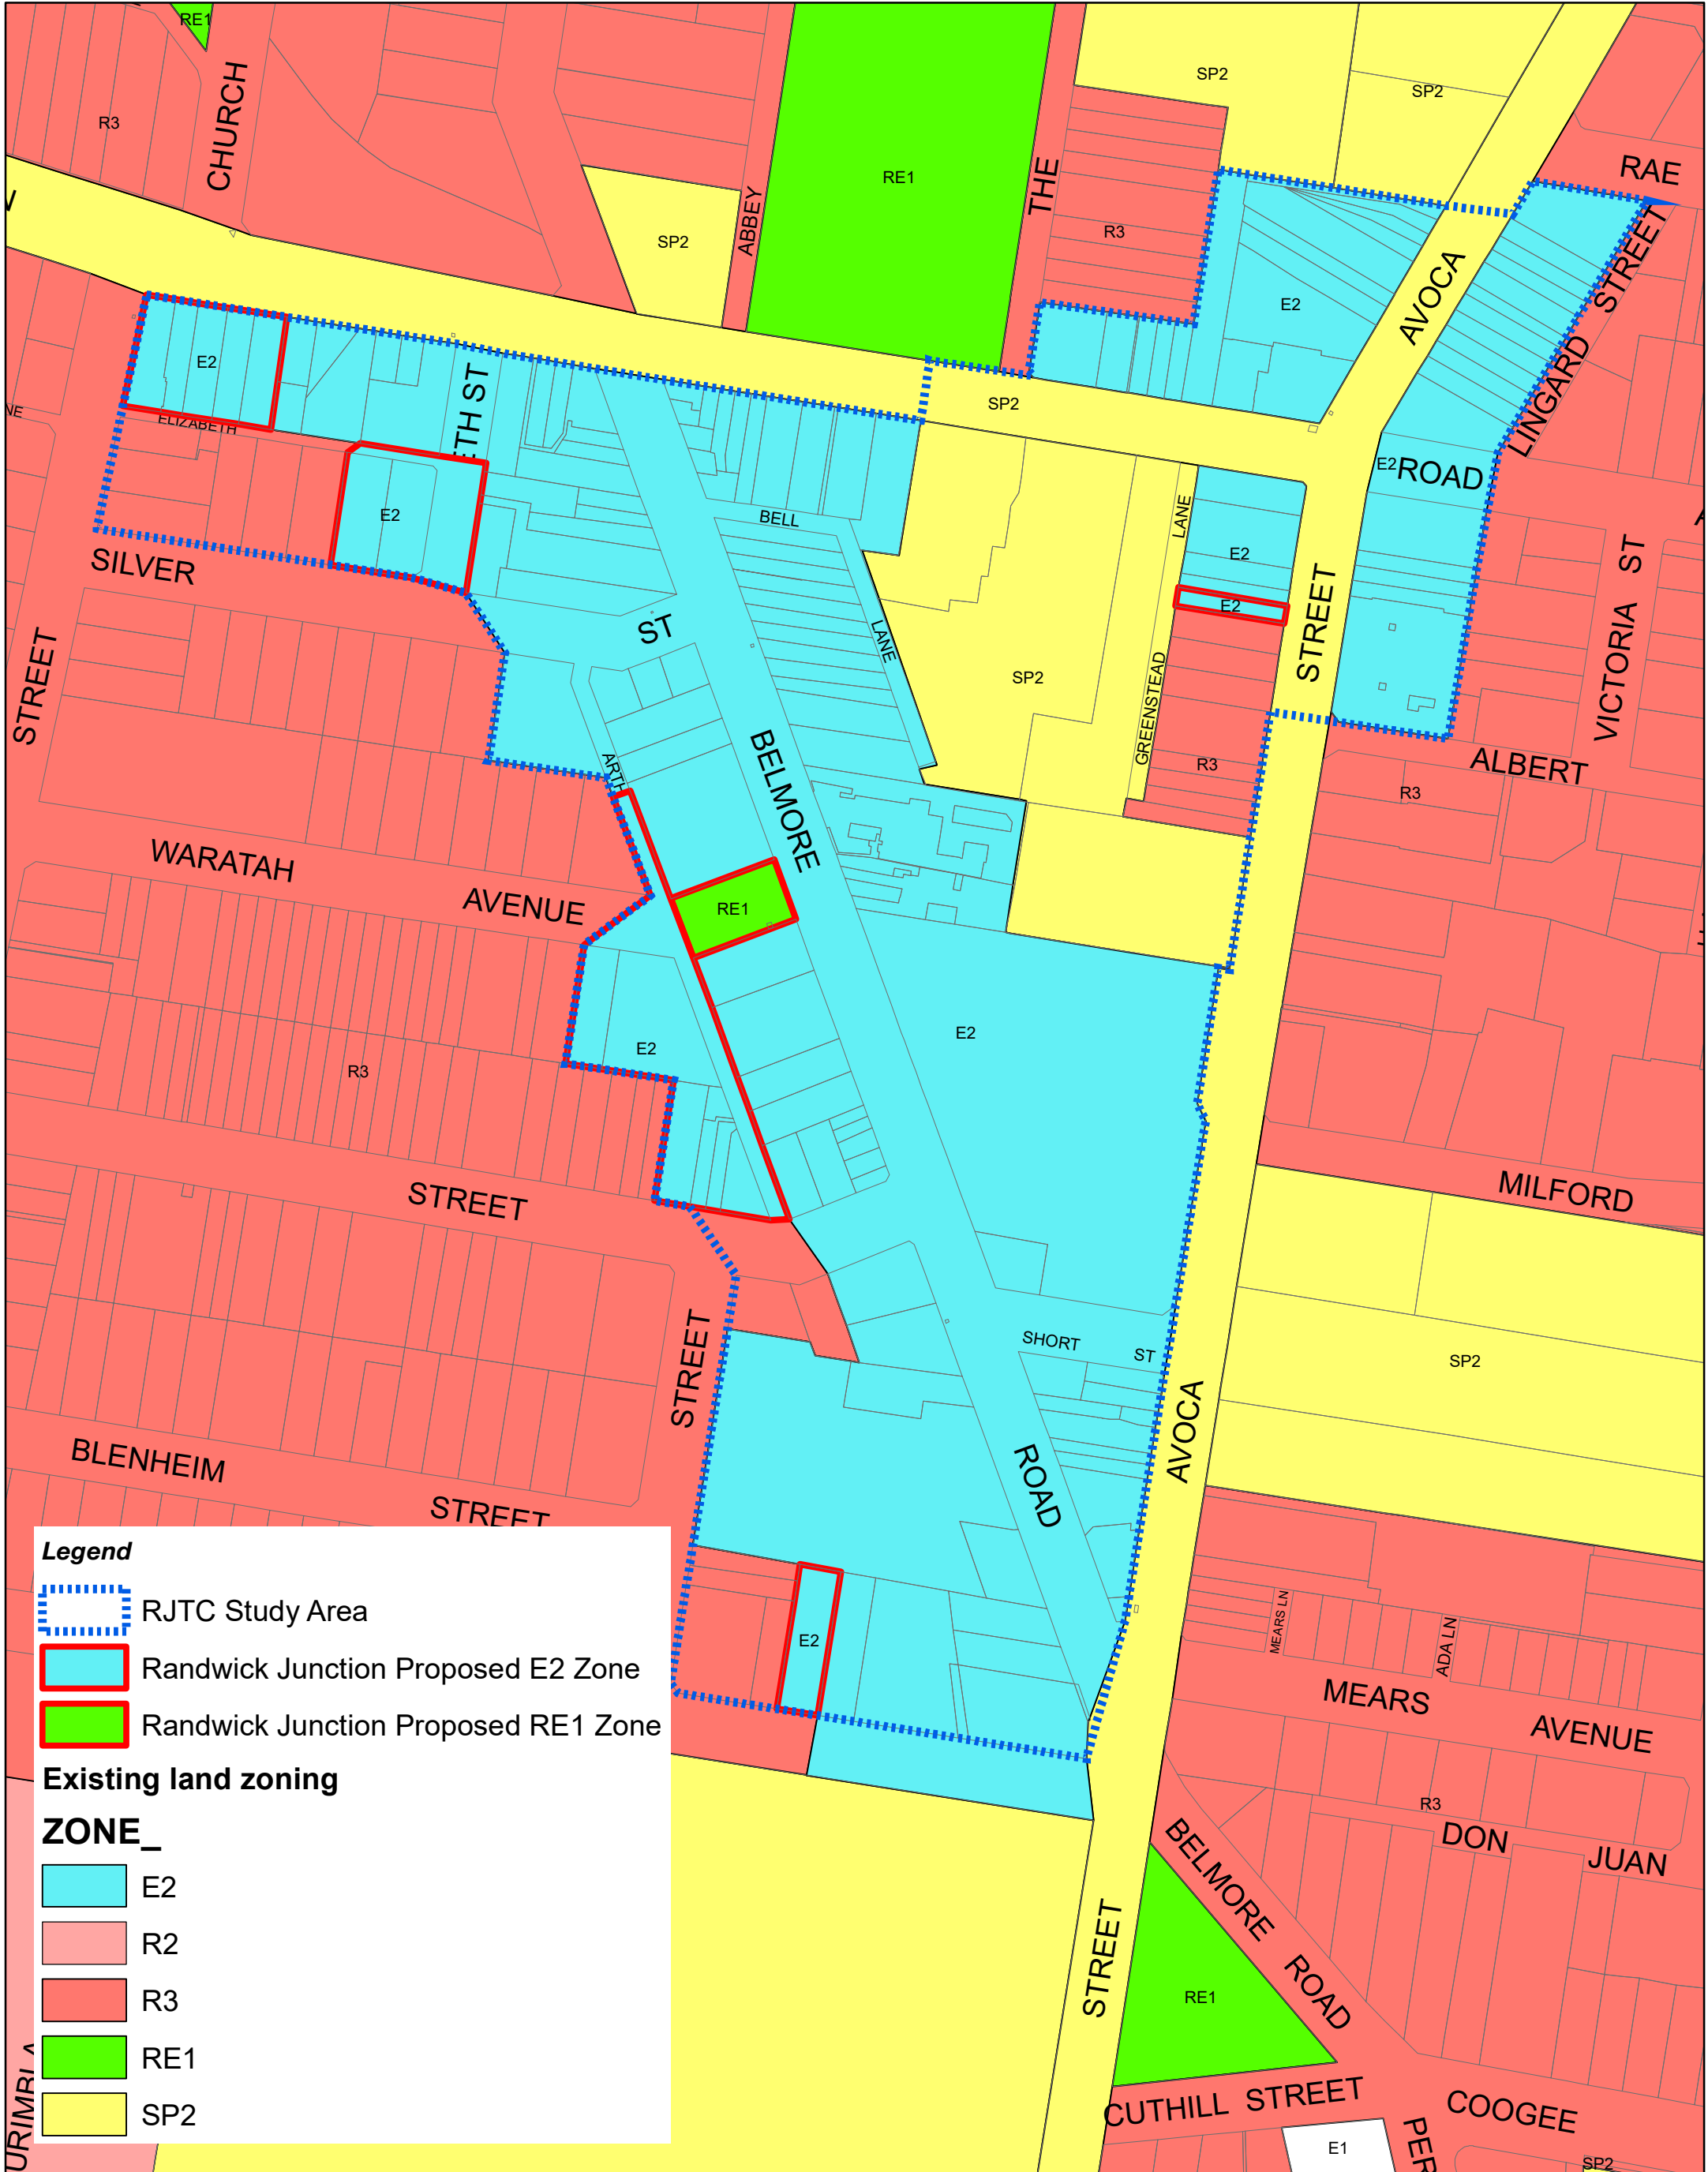 RE1
CHURCH
R3
SP2
SP2
RAE
RE1
THE
ABBEY
SP2
R3
STREET
E2
AVOCA
LINGARD
E2
ETH ST
SP2
ELIZABETH
NE
E2
ROAD
E2
BELL
LANE
E2
VICTORIA ST
SILVER
ST
LANE
E2
STREET
STREET
SP2
GREENSTEAD
BELMORE
ARTH
R3
ALBERT
R3
WARATAH
AVENUE
RE1
E2
E2
R3
STREET
MILFORD
SHORT ST
SP2
STREET
AVOCA
BLENHEIM
STREET
ROAD
E2
MEARS LN
ADA LN
MEARS
AVENUE
R3
DON
JUAN
BELMORE ROAD
STREET
RE1
CUTHILL STREET
COOGEE
E1
PER
SP2
URIMBLA
Legend
RJTC Study Area
Randwick Junction Proposed E2 Zone
Randwick Junction Proposed RE1 Zone
Existing land zoning
ZONE_
E2
R2
R3
RE1
SP2